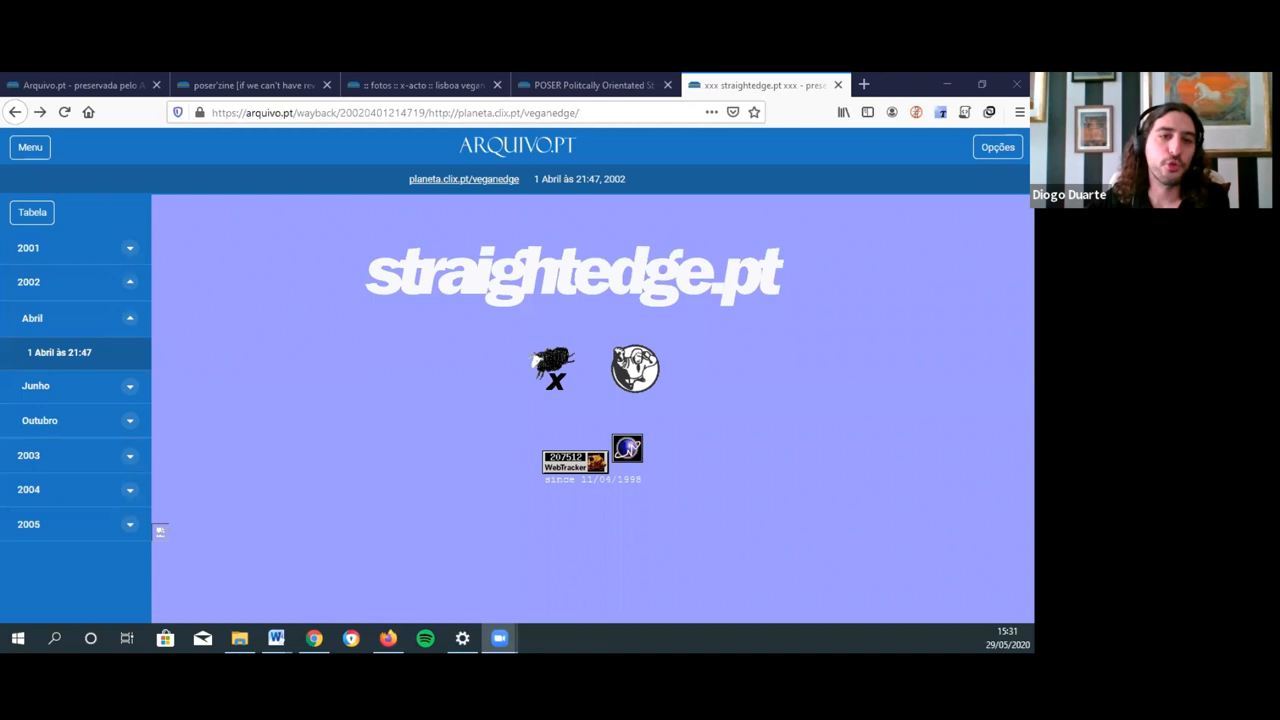 Arquivo.pt - preservada pelo A
poser'zine [if we can't have rev
:: fotos :: x-acto :: lisboa vegan
POSER Politcally Orientated St
xxx straightedge.pt xxx - prese
https://arquivo.pt/wayback/20020401214719/http://planeta.clix.pt/veganedge/
Menu
ARQUIVO.PT
Opções
planeta.clix.pt/veganedge
1 Abril às 21:47, 2002
Diogo Duarte
Tabela
2001
2002
Abril
1 Abril às 21:47
Junho
Outubro
2003
2004
2005
straightedge.pt
X
207512
WebTracker
N
since 11/04/1998
15:31
29/05/2020